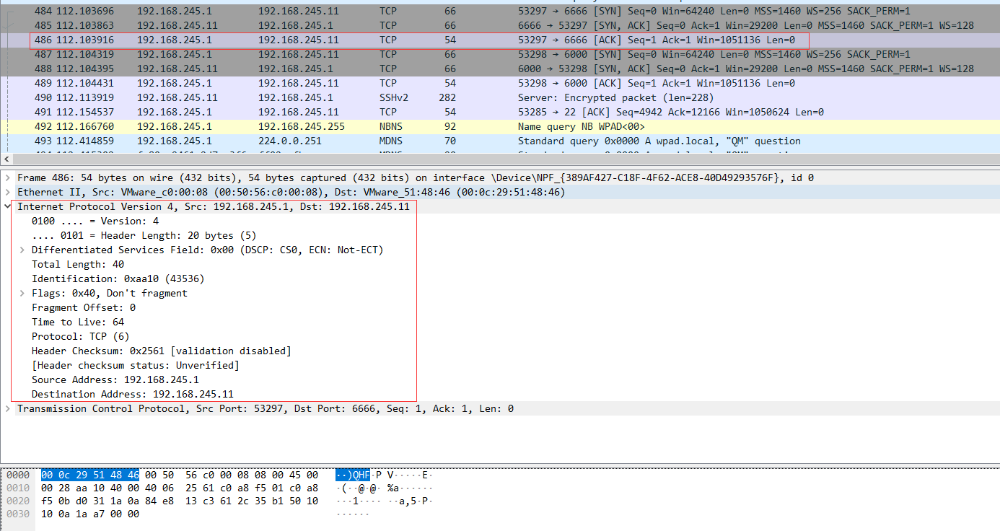 484 112.103696 192.168.245.1 192.168.245.11 TCP 66 53297 → 6666 [SYN] Seq=0 Win=64240 Len=0 MSS=1460 WS=256 SACK_PERM=1
485 112.103863 192.168.245.11 192.168.245.1 TCP 66 6666 → 53297 [SYN, ACK] Seq=0 Ack=1 Win=29200 Len=0 MSS=1460 SACK_PERM=1 WS=128
486 112.103916 192.168.245.1 192.168.245.11 TCP 54 53297 → 6666 [ACK] Seq=1 Ack=1 Win=1051136 Len=0
487 112.104319 192.168.245.1 192.168.245.11 TCP 66 53298 → 6000 [SYN] Seq=0 Win=64240 Len=0 MSS=1460 WS=256 SACK_PERM=1
488 112.104395 192.168.245.11 192.168.245.1 TCP 66 6000 → 53298 [SYN, ACK] Seq=0 Ack=1 Win=29200 Len=0 MSS=1460 SACK_PERM=1 WS=128
489 112.104431 192.168.245.1 192.168.245.11 TCP 54 53298 → 6000 [ACK] Seq=1 Ack=1 Win=1051136 Len=0
490 112.113919 192.168.245.11 192.168.245.1 SSHv2 282 Server: Encrypted packet (len=228)
491 112.154537 192.168.245.1 192.168.245.11 TCP 54 53285 → 22 [ACK] Seq=4942 Ack=12166 Win=1050624 Len=0
492 112.166760 192.168.245.1 192.168.245.255 NBNS 92 Name query NB WPAD<00>
493 112.414859 192.168.245.1 224.0.0.251 MDNS 70 Standard query 0x0000 A wpad.local, "QM" question
Frame 486: 54 bytes on wire (432 bits), 54 bytes captured (432 bits) on interface \Device\NPF_{389AF427-C18F-4F62-ACE8-40D49293576F}, id 0
Ethernet II, Src: VMware_c0:00:08 (00:50:56:c0:00:08), Dst: VMware_51:48:46 (00:0c:29:51:48:46)
Internet Protocol Version 4, Src: 192.168.245.1, Dst: 192.168.245.11
0100 .... = Version: 4
.... 0101 = Header Length: 20 bytes (5)
Differentiated Services Field: 0x00 (DSCP: CS0, ECN: Not-ECT)
Total Length: 40
Identification: 0xaa10 (43536)
Flags: 0x40, Don't fragment
Fragment Offset: 0
Time to Live: 64
Protocol: TCP (6)
Header Checksum: 0x2561 [validation disabled]
[Header checksum status: Unverified]
Source Address: 192.168.245.1
Destination Address: 192.168.245.11
Transmission Control Protocol, Src Port: 53297, Dst Port: 6666, Seq: 1, Ack: 1, Len: 0
0000 00 0c 29 51 48 46 00 50 56 c0 00 08 08 00 45 00 ··)QHF·P V·····E·
0010 00 28 aa 10 40 00 40 06 25 61 c0 a8 f5 01 c0 a8 ·(··@·@· %a······
0020 f5 0b d0 31 1a 0a 84 e8 13 c3 61 2c 35 b1 50 10 ···1···· ··a,5·P·
0030 10 0a 1a a7 00 00 ······